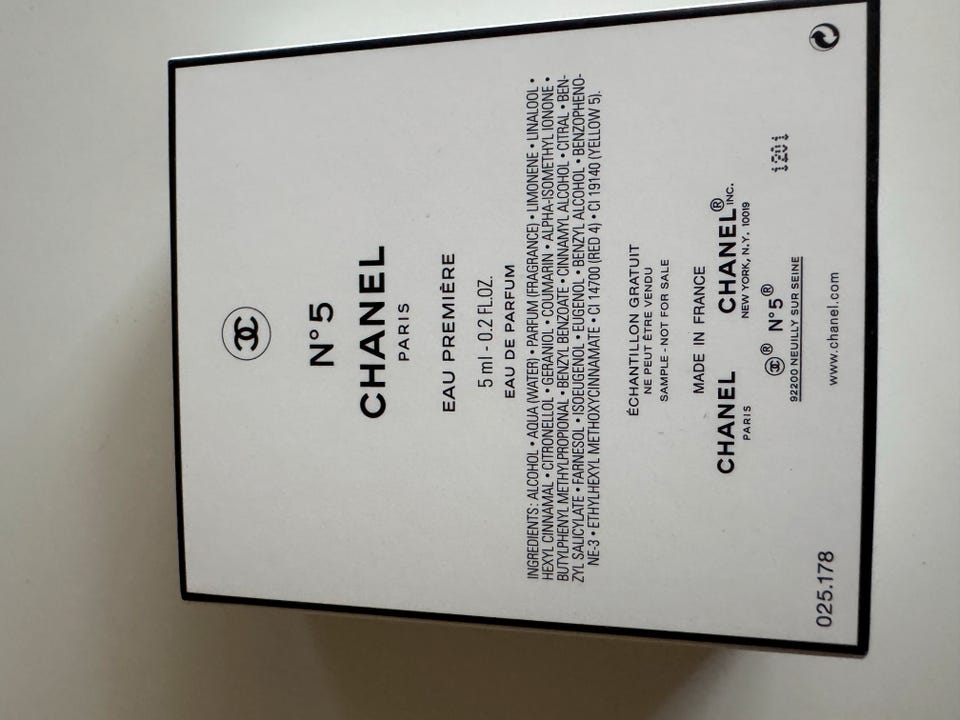 N°5
CHANEL
PARIS
EAU PREMIÈRE
5 ml - 0.2 FL.OZ.
EAU DE PARFUM
INGREDIENTS : ALCOHOL • AQUA (WATER) • PARFUM (FRAGRANCE) • LIMONENE • LINALOOL •
HEXYL CINNAMAL • CITRONELLOL • GERANIOL • COUMARIN • ALPHA-ISOMETHYL IONONE •
BUTYLPHENYL METHYLPROPIONAL • BENZYL BENZOATE • CINNAMYL ALCOHOL • CITRAL • BEN-
ZYL SALICYLATE • FARNESOL • ISOEUGENOL • EUGENOL • BENZYL ALCOHOL • BENZOPHENO-
NE-3 • ETHYLHEXYL METHOXYCINNAMATE • CI 14700 (RED 4) • CI 19140 (YELLOW 5).
ÉCHANTILLON GRATUIT
NE PEUT ÊTRE VENDU
SAMPLE - NOT FOR SALE
MADE IN FRANCE
CHANEL CHANEL® INC.
PARIS NEW YORK, N.Y. 10019
® N°5®
92200 NEUILLY SUR SEINE
1201
www.chanel.com
025.178